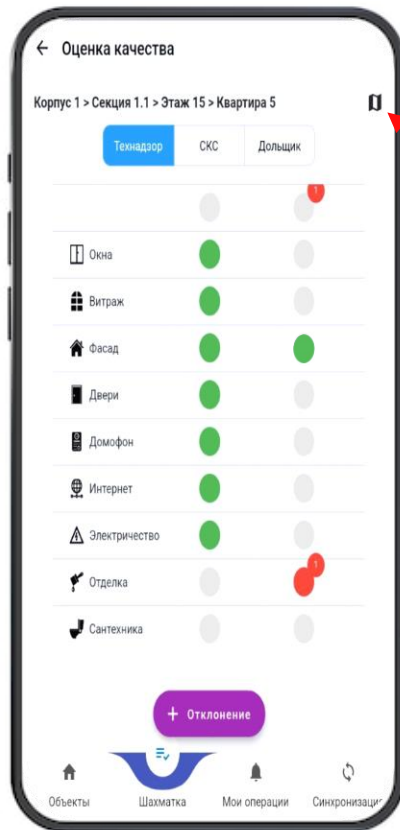 Оценка качества
Корпус 1 > Секция 1.1 > Этаж 15 > Квартира 5
Технадзор СКС Дольщик
1
Окна
Витраж
Фасад
Двери
Домофон
Интернет
Электричество
1
Отделка
Сантехника
+ Отклонение
Объекты Шахматка Мои операции Синхронизация